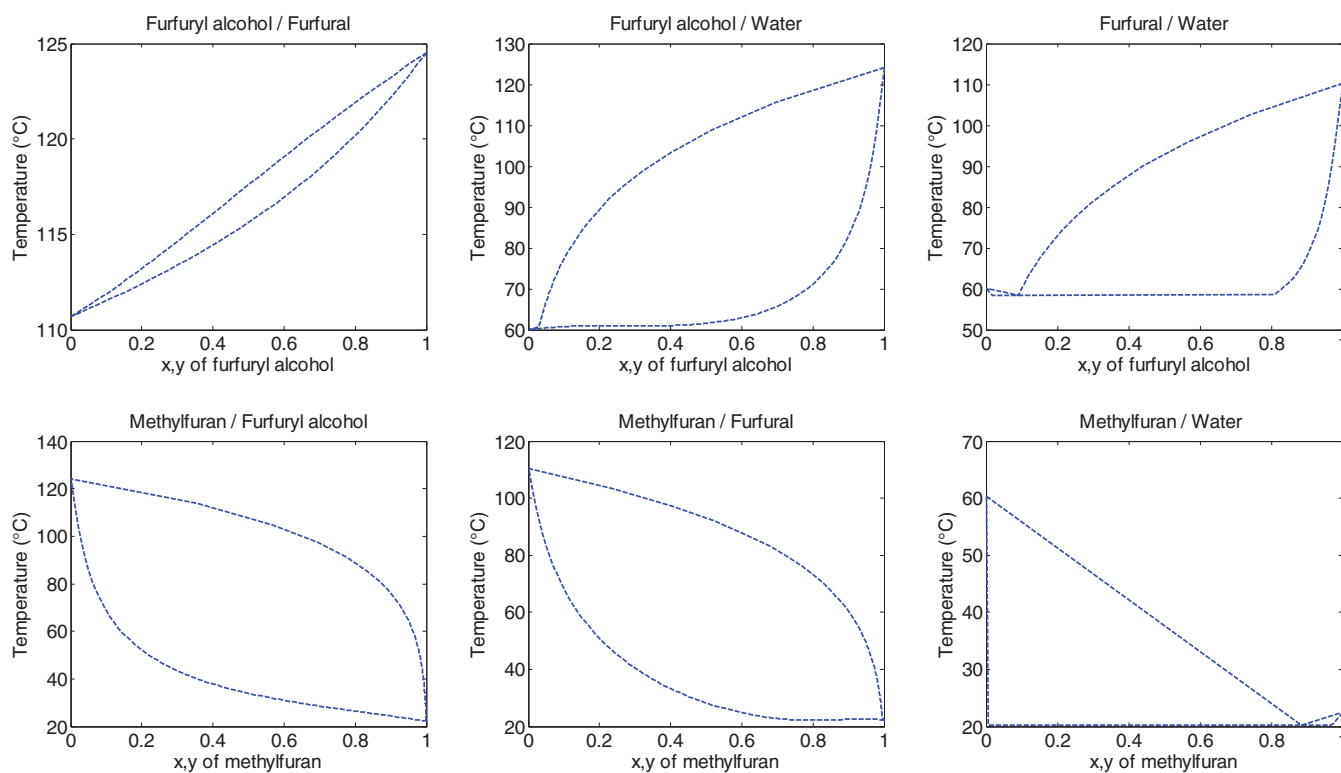 Furfuryl alcohol / Furfural
125
120
115
110
Temperature (°C)
0 0.2 0.4 0.6 0.8 1
x,y of furfuryl alcohol
Furfuryl alcohol / Water
130
120
110
100
90
80
70
60
Temperature (°C)
0 0.2 0.4 0.6 0.8 1
x,y of furfuryl alcohol
Furfural / Water
120
110
100
90
80
70
60
50
Temperature (°C)
0 0.2 0.4 0.6 0.8 1
x,y of furfuryl alcohol
Methylfuran / Furfuryl alcohol
140
120
100
80
60
40
20
Temperature (°C)
0 0.2 0.4 0.6 0.8 1
x,y of methylfuran
Methylfuran / Furfural
120
100
80
60
40
20
Temperature (°C)
0 0.2 0.4 0.6 0.8 1
x,y of methylfuran
Methylfuran / Water
70
60
50
40
30
20
Temperature (°C)
0 0.2 0.4 0.6 0.8 1
x,y of methylfuran